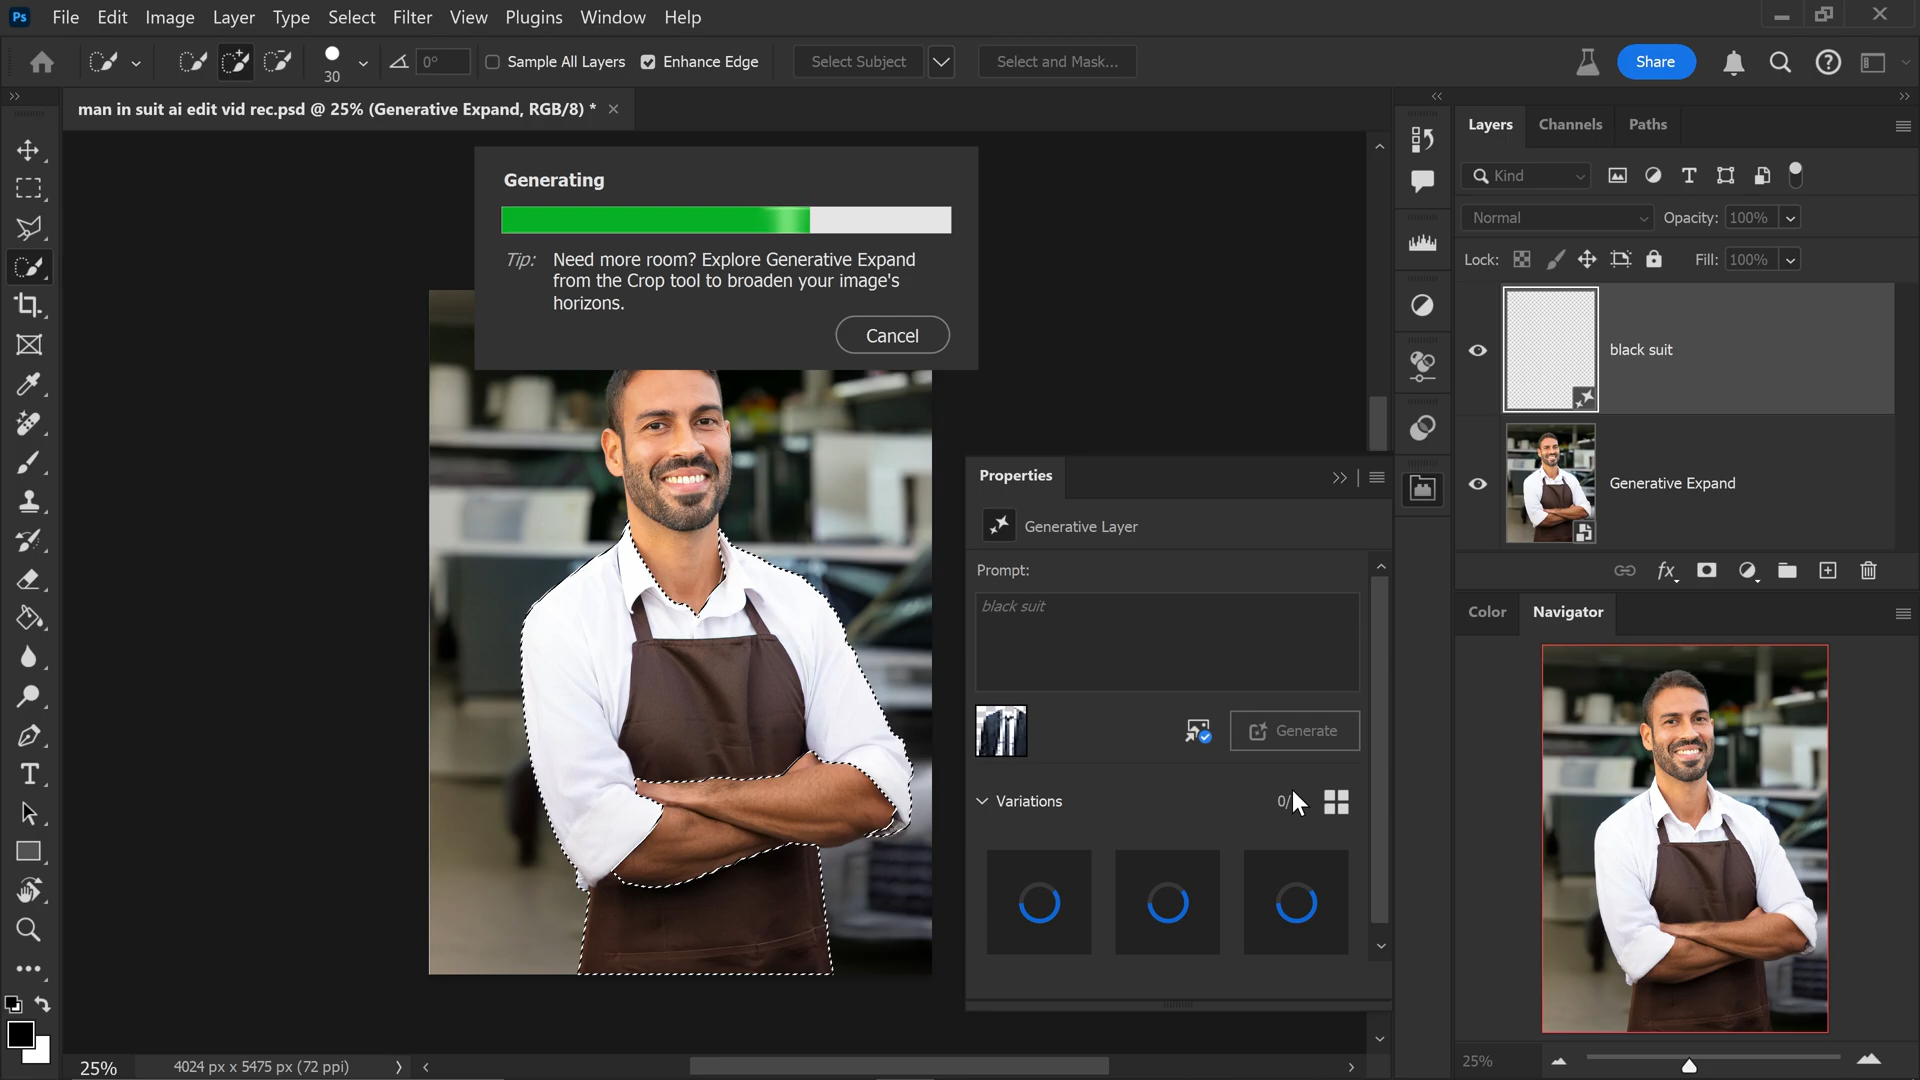 Ps File Edit Image Layer Type Select Filter View Plugins Window Help
30 0° Sample All Layers Enhance Edge Select Subject Select and Mask... Share
man in suit ai edit vid rec.psd @ 25% (Generative Expand, RGB/8) *
Generating
Tip: Need more room? Explore Generative Expand
from the Crop tool to broaden your image's
horizons.
Cancel
Properties
Generative Layer
Prompt:
black suit
Generate
Variations 0/
Layers Channels Paths
Kind
Normal Opacity: 100%
Lock: Fill: 100%
black suit
Generative Expand
fx
Color Navigator
25%
25% 4024 px x 5475 px (72 ppi)